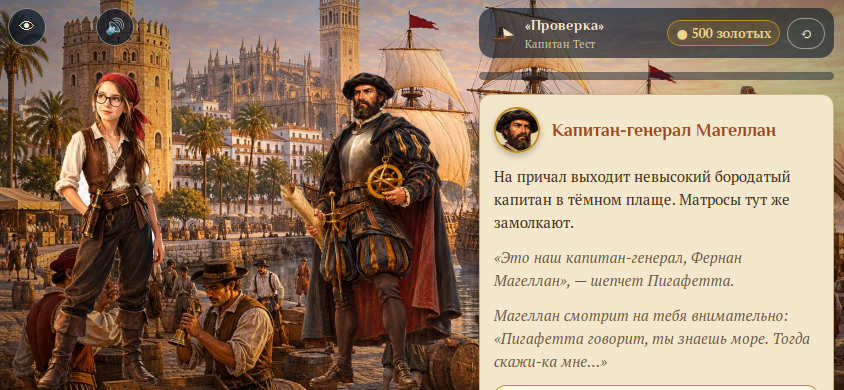 «Проверка»
Капитан Тест
500 золотых
Капитан-генерал Магеллан
На причал выходит невысокий бородатый
капитан в тёмном плаще. Матросы тут же
замолкают.
«Это наш капитан-генерал, Фернан
Магеллан», — шепчет Пигафетта.
Магеллан смотрит на тебя внимательно:
«Пигафетта говорит, ты знаешь море. Тогда
скажи-ка мне...»